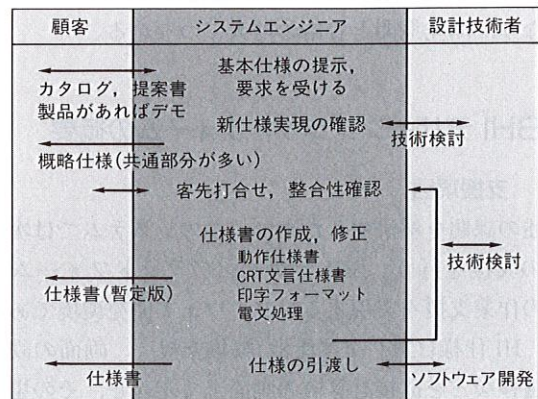 顧客 システムエンジニア 設計技術者
基本仕様の提示,
カタログ, 提案書 要求を受ける
製品があればデモ
新仕様実現の確認
技術検討
概略仕様(共通部分が多い)
客先打合せ, 整合性確認
仕様書の作成, 修正
動作仕様書
技術検討
CRT文言仕様書
仕様書(暫定版) 印字フォーマット
電文処理
仕様の引渡し
仕様書 ソフトウェア開発